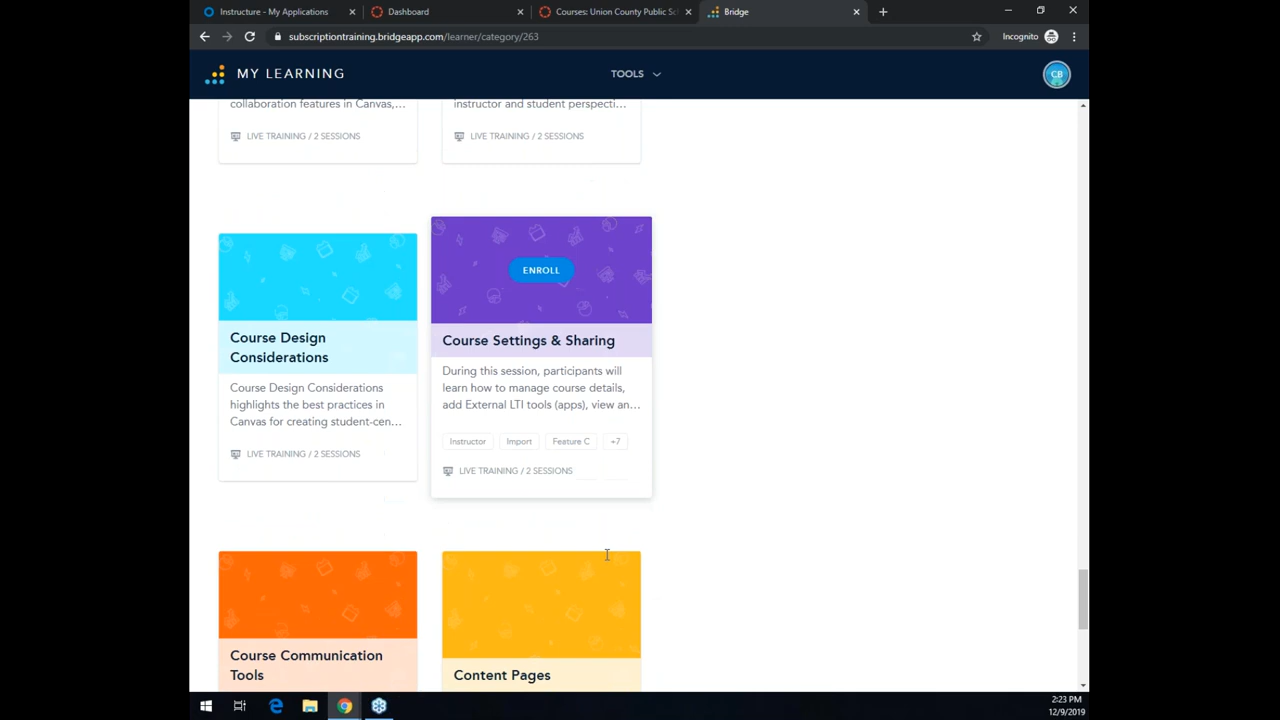 Instructure - My Applications
Dashboard
Courses: Union County Public Sc
Bridge
subscriptiontraining.bridgeapp.com/learner/category/263
Incognito
MY LEARNING
TOOLS
CB
collaboration features in Canvas,...
instructor and student perspecti...
LIVE TRAINING / 2 SESSIONS
LIVE TRAINING / 2 SESSIONS
ENROLL
Course Design
Considerations
Course Design Considerations
highlights the best practices in
Canvas for creating student-cen...
LIVE TRAINING / 2 SESSIONS
Course Settings & Sharing
During this session, participants will
learn how to manage course details,
add External LTI tools (apps), view an...
Instructor
Import
Feature C
+7
LIVE TRAINING / 2 SESSIONS
Course Communication
Tools
Content Pages
2:23 PM
12/9/2019